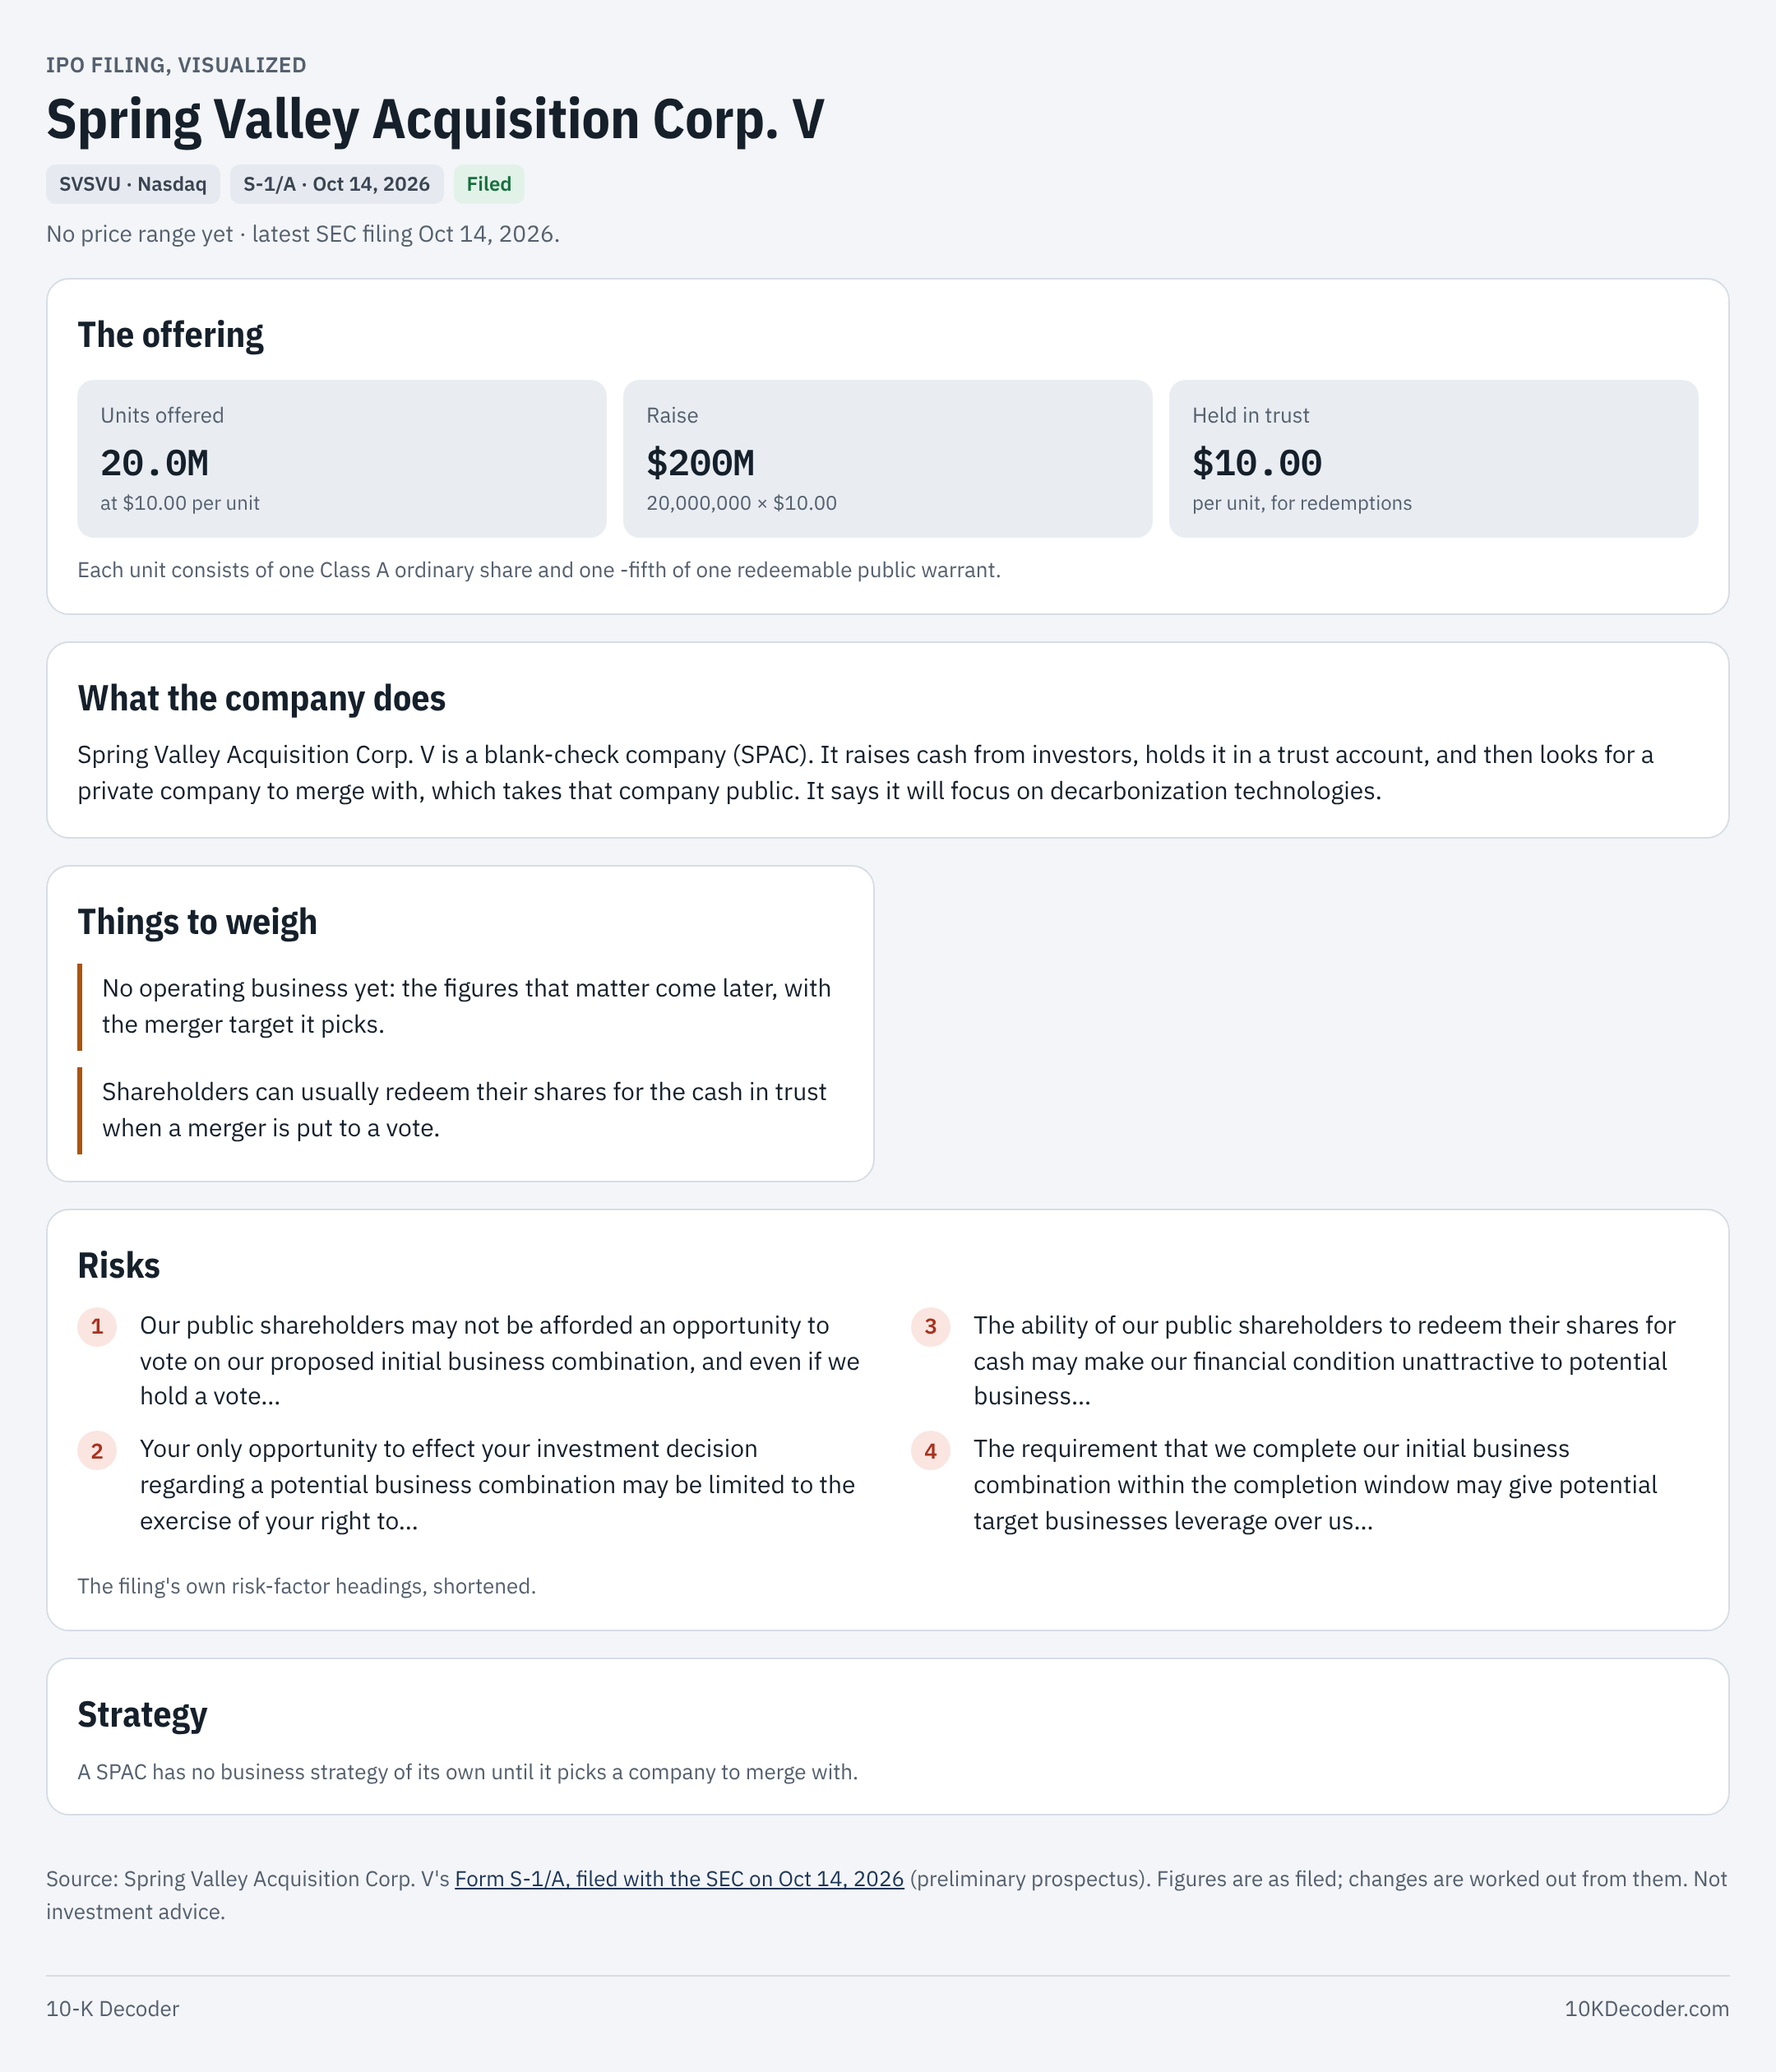 IPO FILING, VISUALIZED
Spring Valley Acquisition Corp. V
SVSVU · Nasdaq
S-1/A · Oct 14, 2026
Filed
No price range yet · latest SEC filing Oct 14, 2026.
The offering
Units offered
20.0M
at $10.00 per unit
Raise
$200M
20,000,000 × $10.00
Held in trust
$10.00
per unit, for redemptions
Each unit consists of one Class A ordinary share and one -fifth of one redeemable public warrant.
What the company does
Spring Valley Acquisition Corp. V is a blank-check company (SPAC). It raises cash from investors, holds it in a trust account, and then looks for a
private company to merge with, which takes that company public. It says it will focus on decarbonization technologies.
Things to weigh
No operating business yet: the figures that matter come later, with
the merger target it picks.
Shareholders can usually redeem their shares for the cash in trust
when a merger is put to a vote.
Risks
1
Our public shareholders may not be afforded an opportunity to
vote on our proposed initial business combination, and even if we
hold a vote…
2
Your only opportunity to effect your investment decision
regarding a potential business combination may be limited to the
exercise of your right to…
3
The ability of our public shareholders to redeem their shares for
cash may make our financial condition unattractive to potential
business…
4
The requirement that we complete our initial business
combination within the completion window may give potential
target businesses leverage over us…
The filing's own risk-factor headings, shortened.
Strategy
A SPAC has no business strategy of its own until it picks a company to merge with.
Source: Spring Valley Acquisition Corp. V's Form S-1/A, filed with the SEC on Oct 14, 2026 (preliminary prospectus). Figures are as filed; changes are worked out from them. Not
investment advice.
10-K Decoder
10KDecoder.com